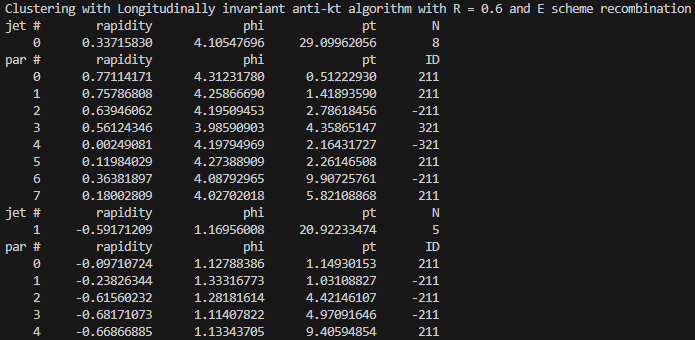 Clustering with Longitudinally invariant anti-kt algorithm with R = 0.6 and E scheme recombination
jet # rapidity phi pt N
0 0.33715830 4.10547696 29.09962056 8
par # rapidity phi pt ID
0 0.77114171 4.31231780 0.51222930 211
1 0.75786808 4.25866690 1.41893590 211
2 0.63946062 4.19509453 2.78618456 -211
3 0.56124346 3.98590903 4.35865147 321
4 0.00249081 4.19794969 2.16431727 -321
5 0.11984029 4.27388909 2.26146508 211
6 0.36381897 4.08792965 9.90725761 -211
7 0.18002809 4.02702018 5.82108868 211
jet # rapidity phi pt N
1 -0.59171209 1.16956008 20.92233474 5
par # rapidity phi pt ID
0 -0.09710724 1.12788386 1.14930153 211
1 -0.23826344 1.33316773 1.03108827 -211
2 -0.61560232 1.28181614 4.42146107 -211
3 -0.68171073 1.11407822 4.97091646 -211
4 -0.66866885 1.13343705 9.40594854 211